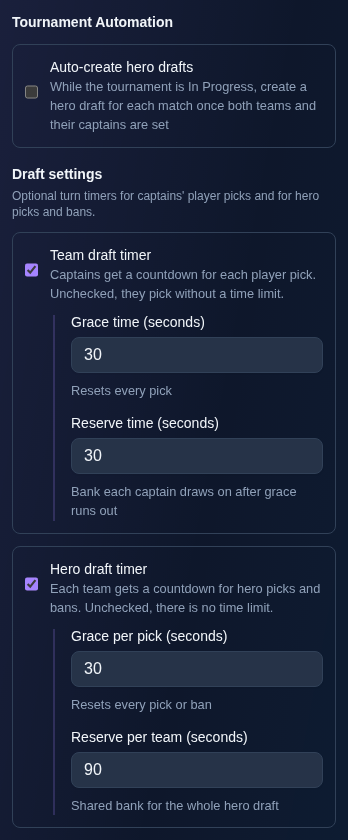 Tournament Automation
Auto-create hero drafts
While the tournament is In Progress, create a
hero draft for each match once both teams and
their captains are set
Draft settings
Optional turn timers for captains' player picks and for hero
picks and bans.
Team draft timer
Captains get a countdown for each player pick.
Unchecked, they pick without a time limit.
Grace time (seconds)
30
Resets every pick
Reserve time (seconds)
30
Bank each captain draws on after grace
runs out
Hero draft timer
Each team gets a countdown for hero picks and
bans. Unchecked, there is no time limit.
Grace per pick (seconds)
30
Resets every pick or ban
Reserve per team (seconds)
90
Shared bank for the whole hero draft